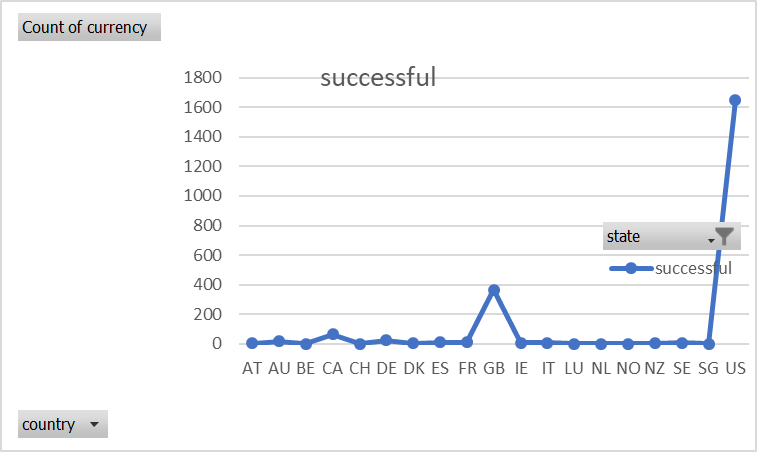 Count of currency
successful
1800
1600
1400
1200
1000
800
600
400
200
0
AT AU BE CA CH DE DK ES FR GB IE IT LU NL NO NZ SE SG US
state
successful
country